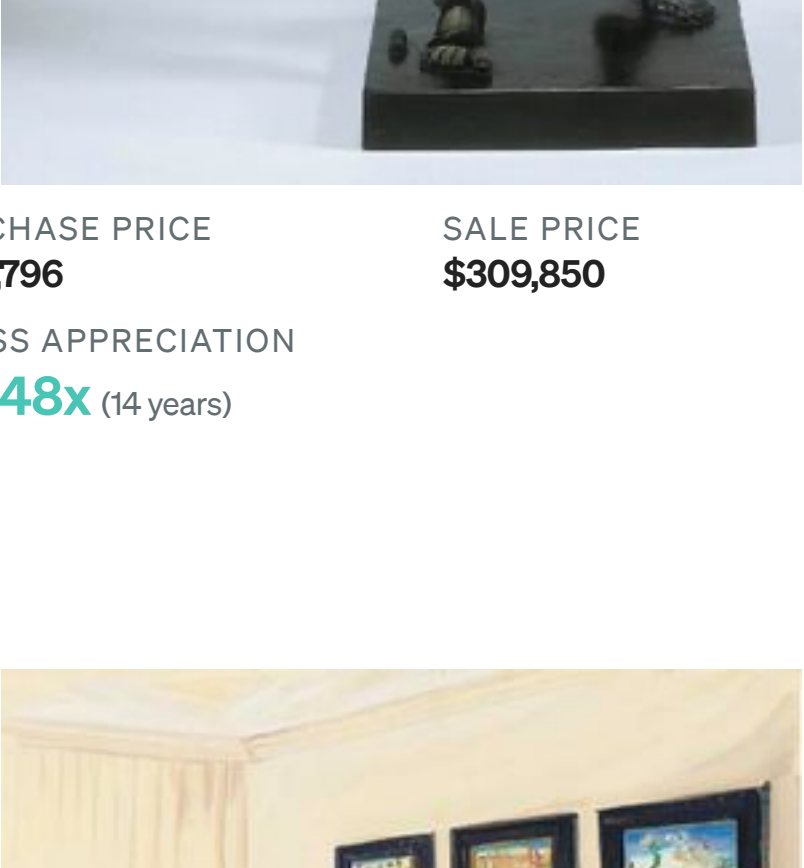 CHASE PRICE
SALE PRICE
,796
$309,850
SS APPRECIATION
48x (14 years)